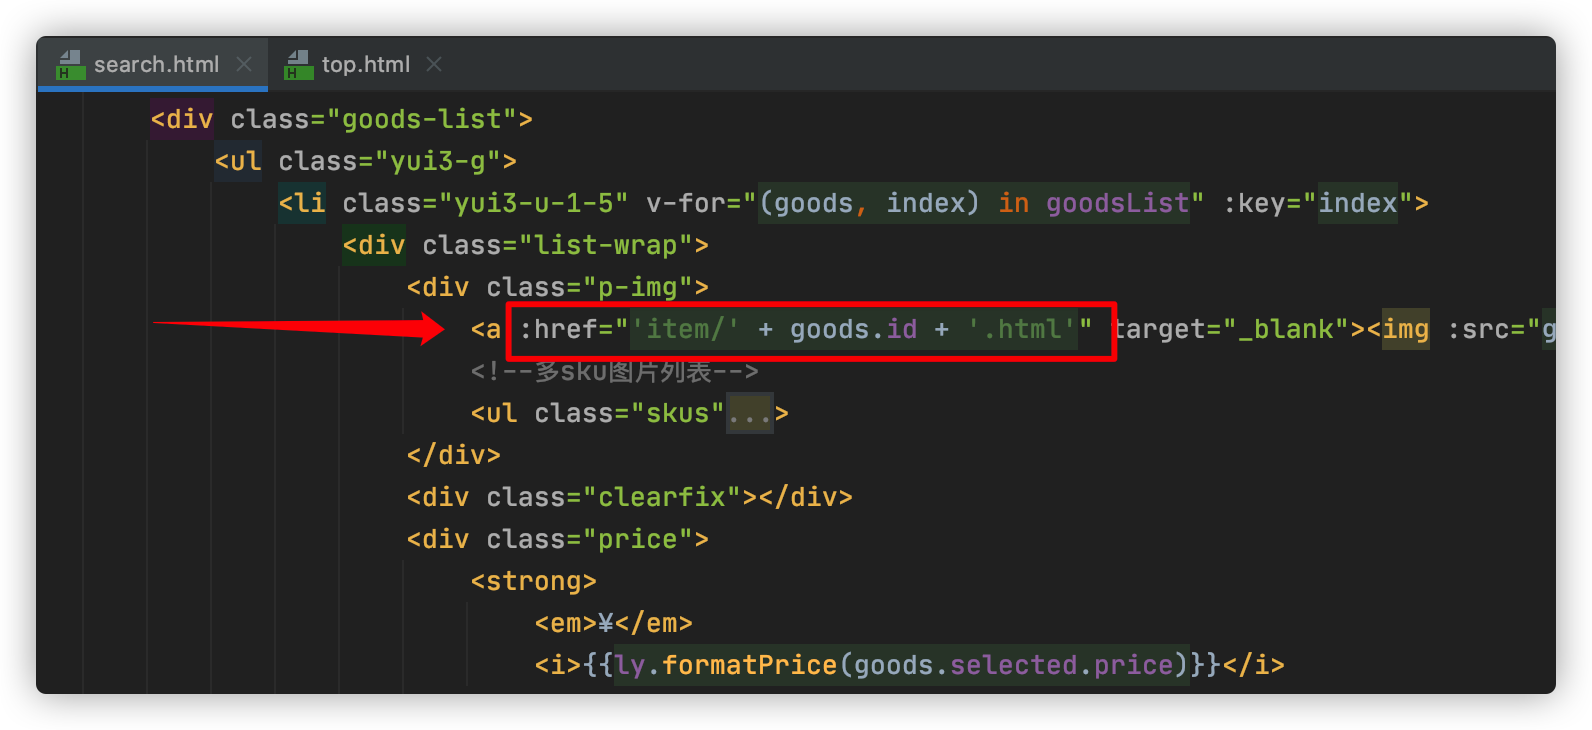 search.html top.html
<div class="goods-list">
<ul class="yui3-g">
<li class="yui3-u-1-5" v-for="(goods, index) in goodsList" :key="index">
<div class="list-wrap">
<div class="p-img">
<a :href="'item/' + goods.id + '.html'" target="_blank"><img :src="g
<!--多sku图片列表-->
<ul class="skus"...>
</div>
<div class="clearfix"></div>
<div class="price">
<strong>
<em>¥</em>
<i>{{ly.formatPrice(goods.selected.price)}}</i>